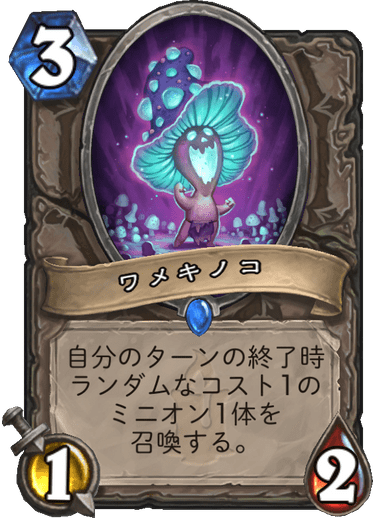 3
ワメキノコ
自分のターンの終了時
ランダムなコスト1の
ミニオン1体を
召喚する。
1
2